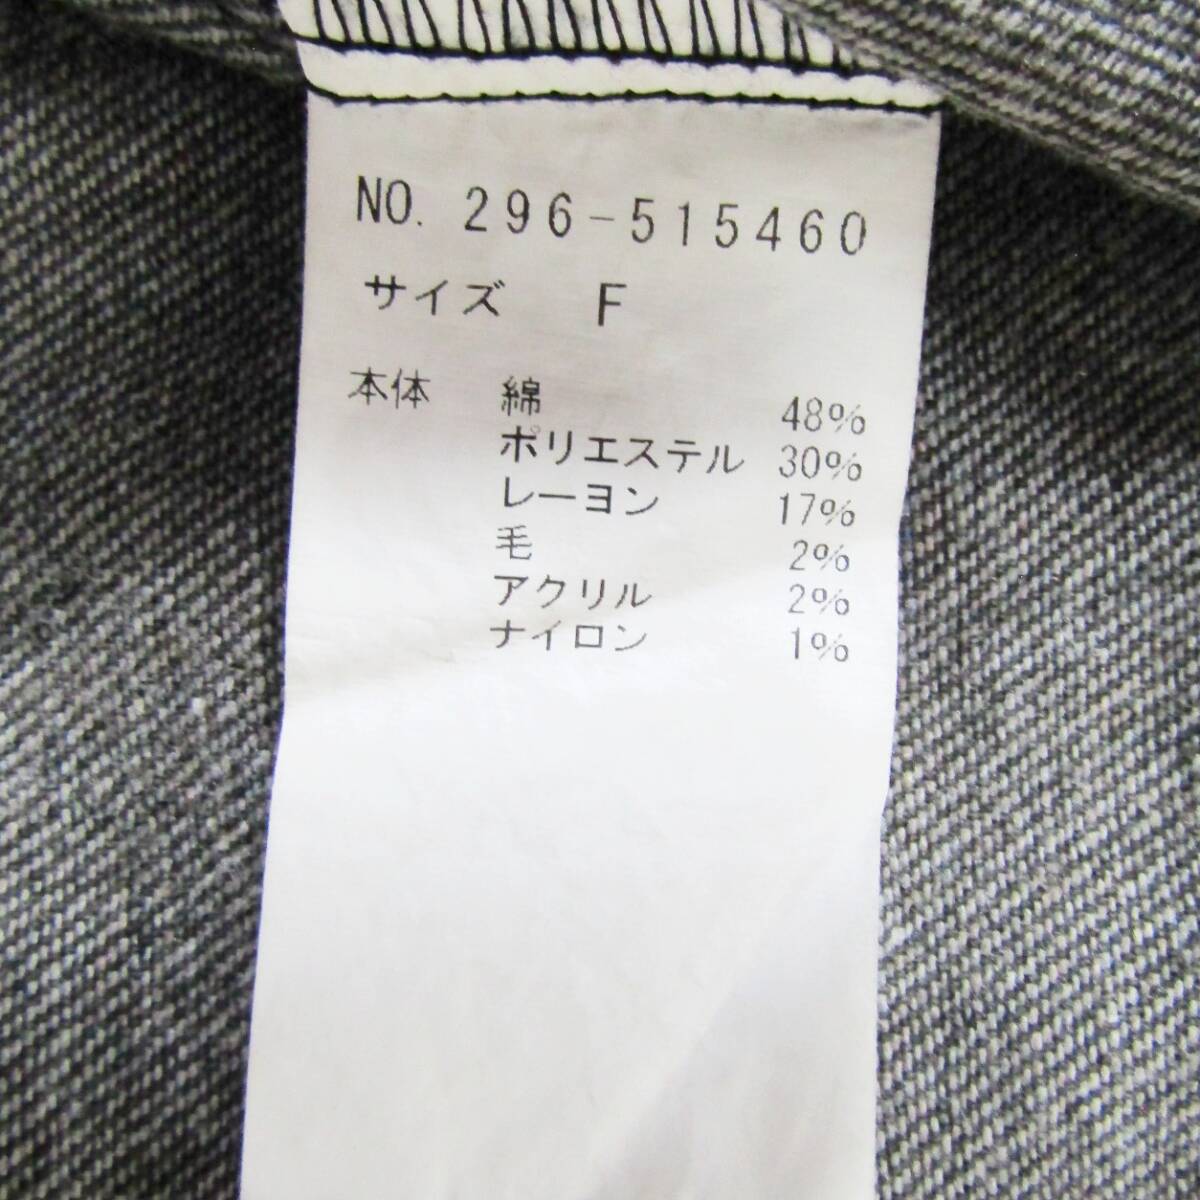 NO. 296-515460
サイズ F
本体 綿 48%
ポリエステル 30%
レーヨン 17%
毛 2%
アクリル 2%
ナイロン 1%